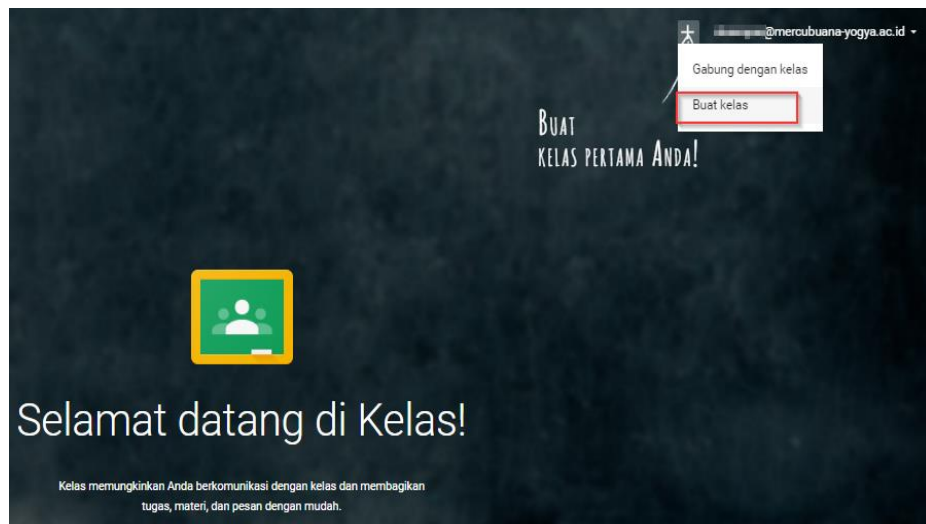 @mercubuana-yogya.ac.id
Gabung dengan kelas
Buat kelas
BUAT
KELAS PERTAMA ANDA!
Selamat datang di Kelas!
Kelas memungkinkan Anda berkomunikasi dengan kelas dan membagikan
tugas, materi, dan pesan dengan mudah.